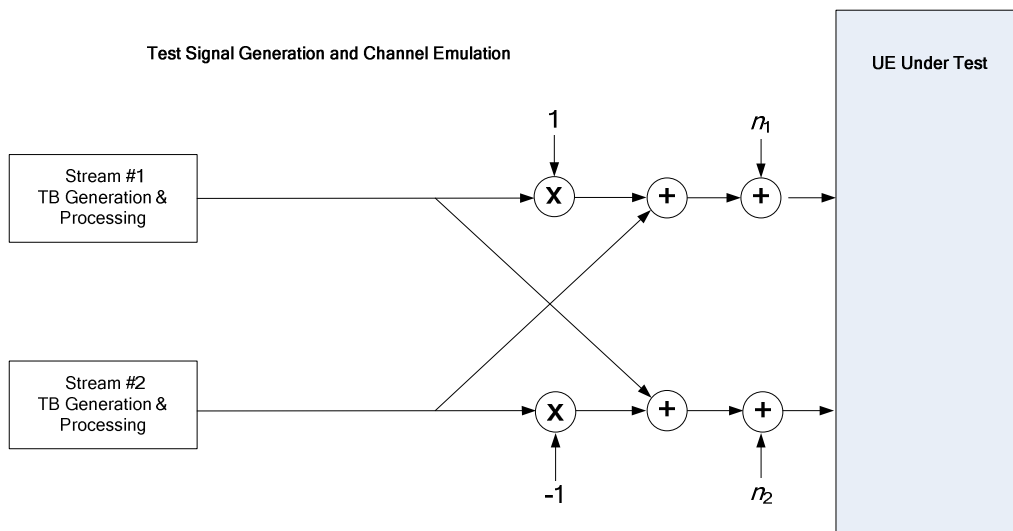 Test Signal Generation and Channel Emulation
UE Under Test
1
n1
Stream #1
TB Generation &
Processing
X
+
+
Stream #2
TB Generation &
Processing
X
+
+
-1
n2